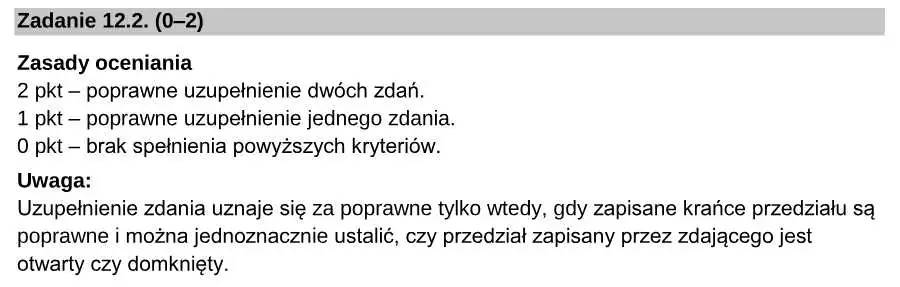 Zadanie 12.2. (0–2)
Zasady oceniania
2 pkt – poprawne uzupełnienie dwóch zdań.
1 pkt – poprawne uzupełnienie jednego zdania.
0 pkt – brak spełnienia powyższych kryteriów.
Uwaga:
Uzupełnienie zdania uznaje się za poprawne tylko wtedy, gdy zapisane krańce przedziału są
poprawne i można jednoznacznie ustalić, czy przedział zapisany przez zdającego jest
otwarty czy domknięty.